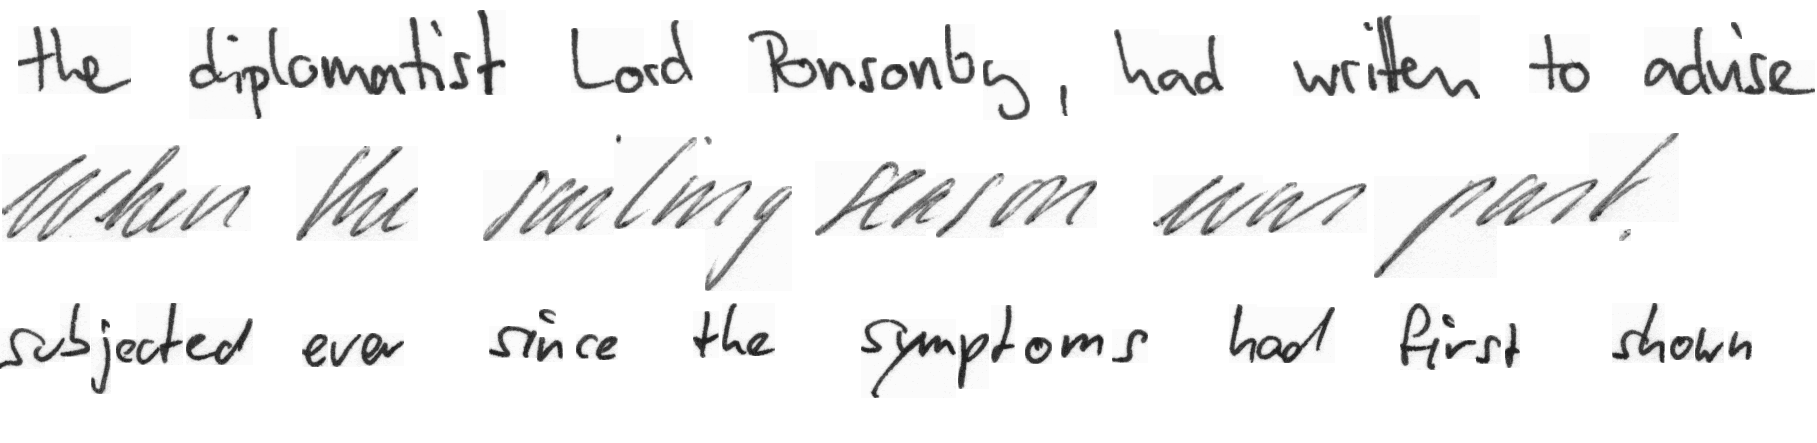 the diplomatist Lord Ponsonby, had written to advise
When the sailing season was past.
subjected ever since the symptoms had first shown